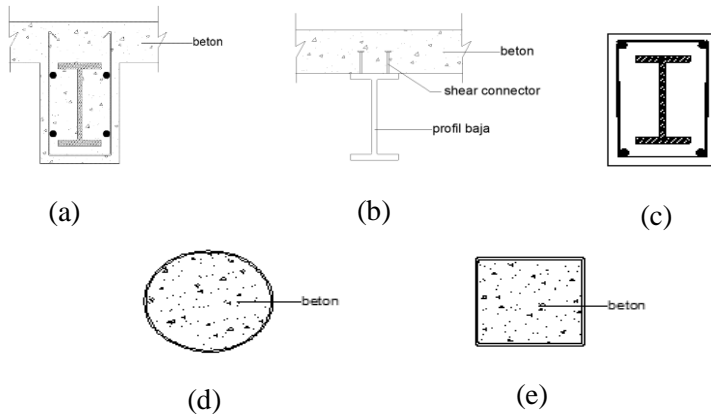 beton
beton
shear connector
profil baja
(a)
(b)
(c)
beton
beton
(d)
(e)